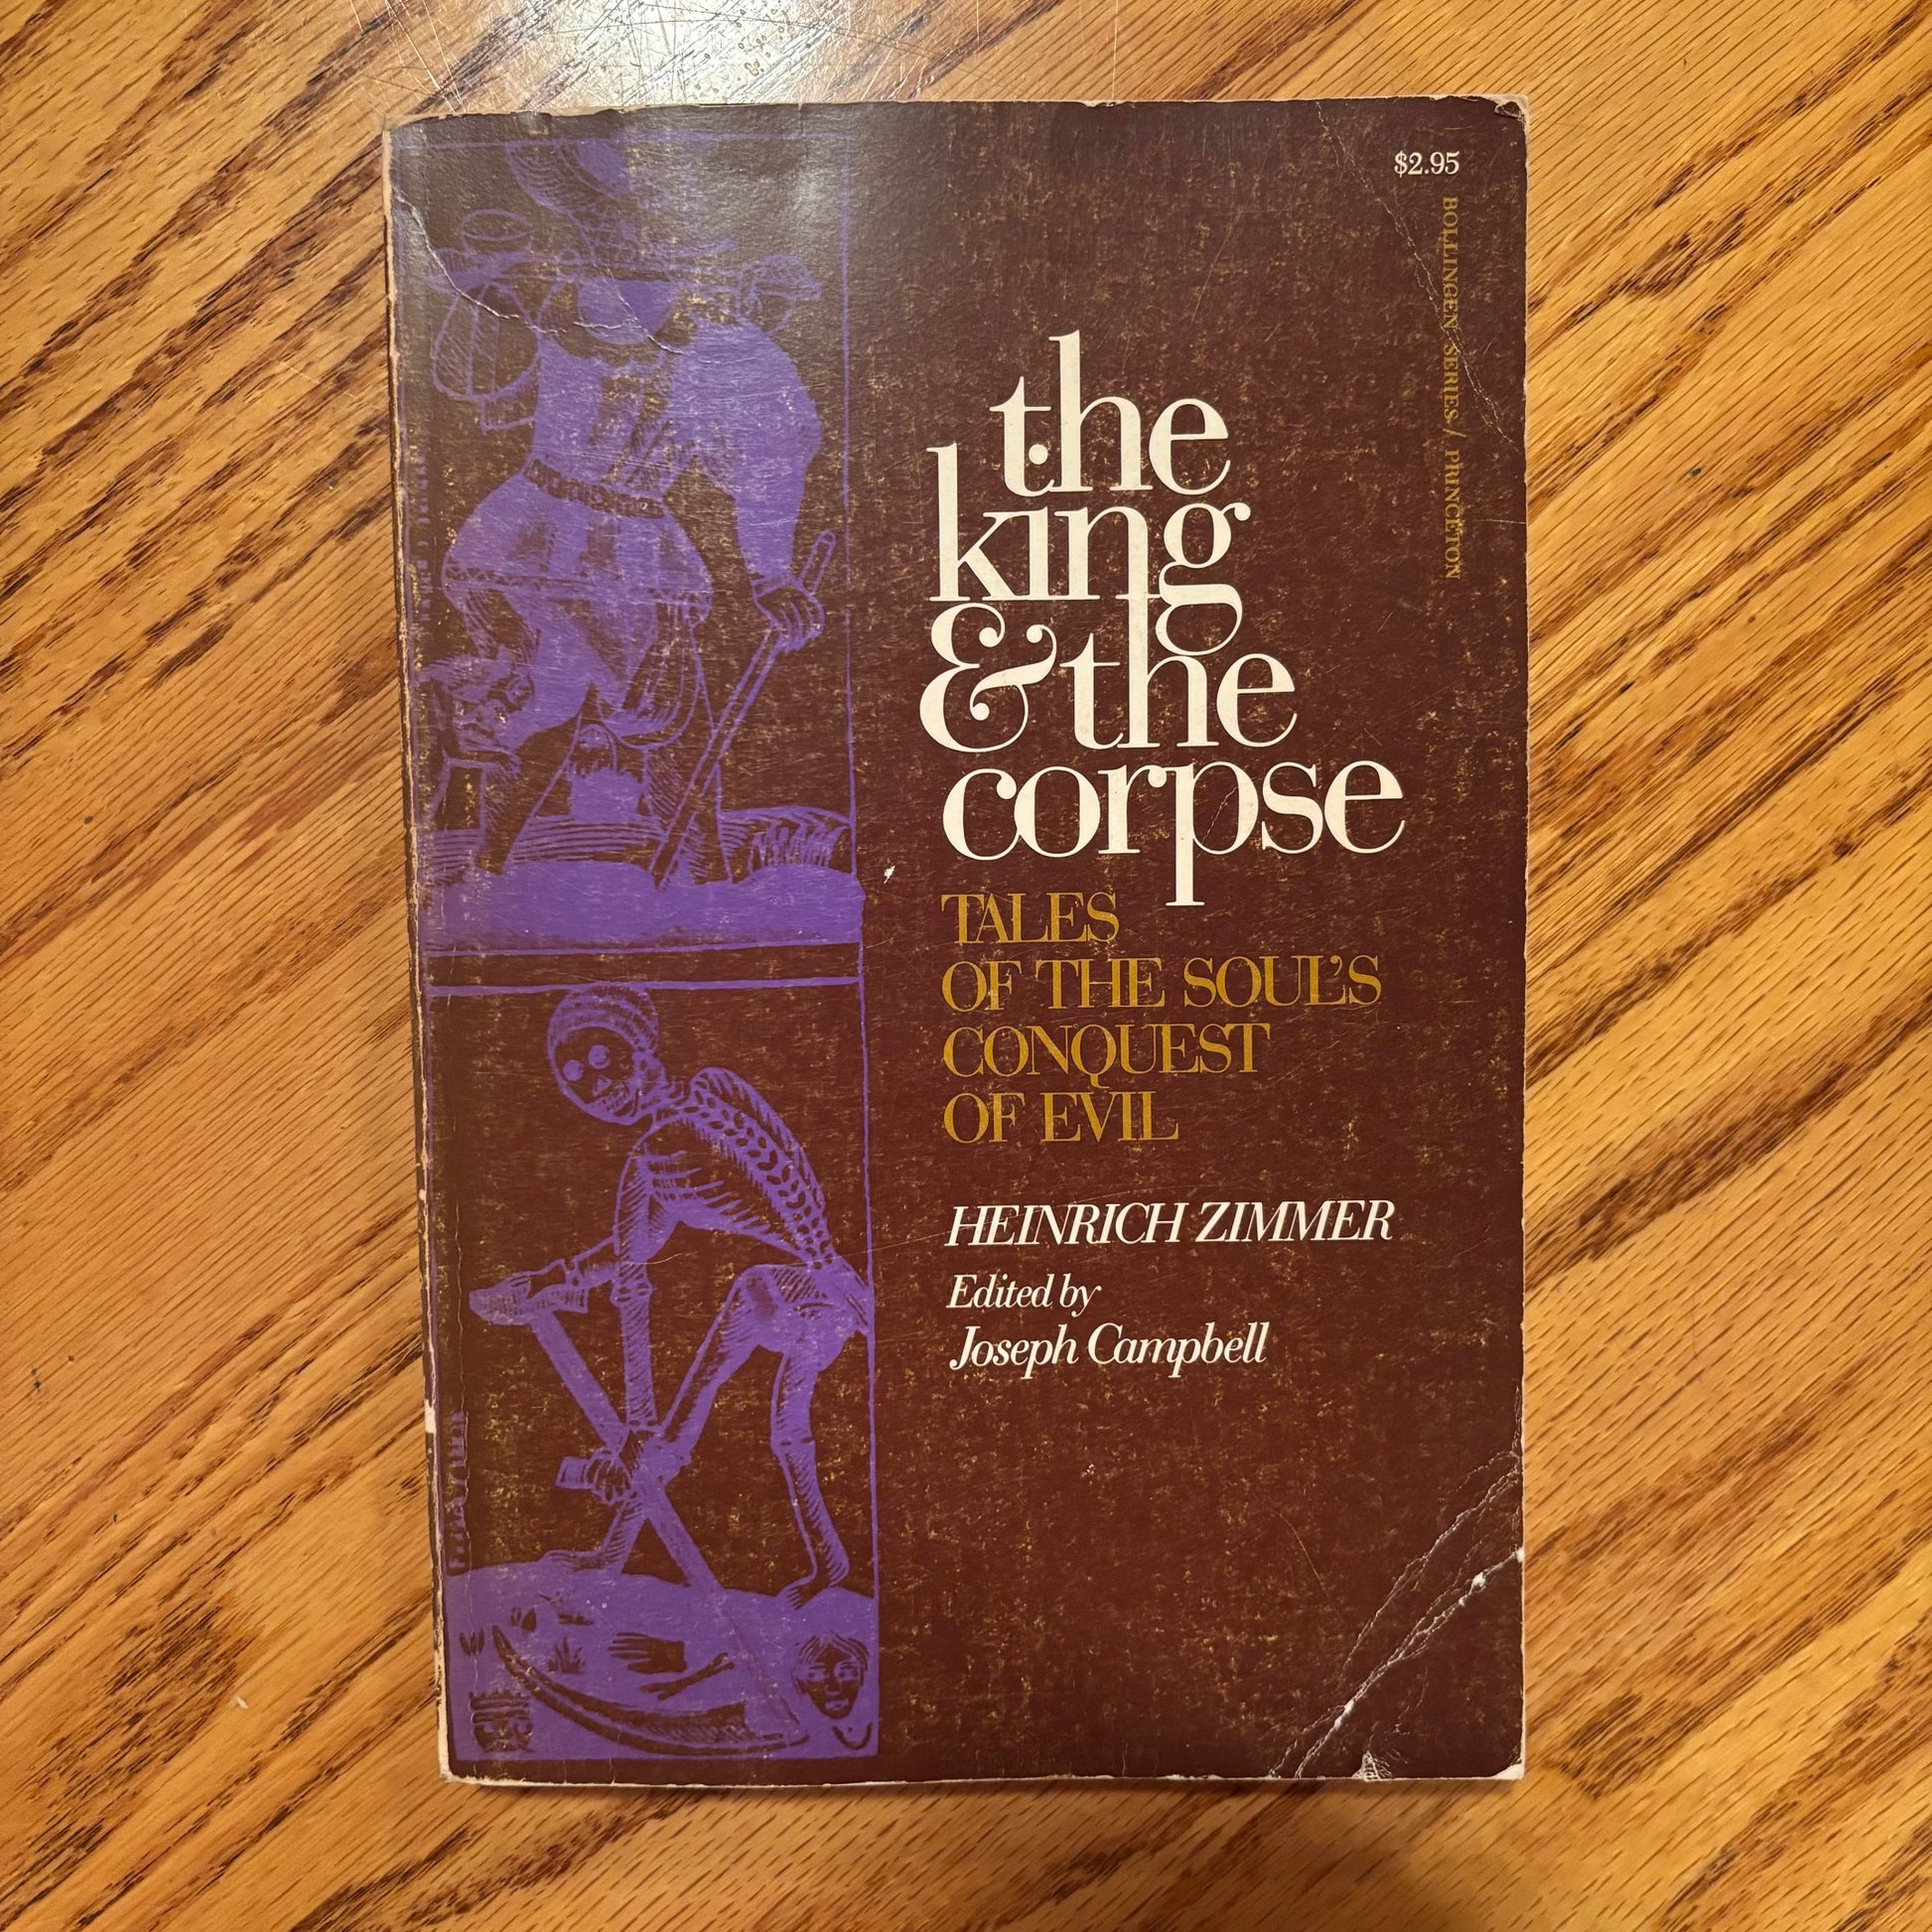 $2.95
BOLLINGEN SERIES / PRINCETON
the
king
& the
corpse
TALES
OF THE SOUL'S
CONQUEST
OF EVIL
HEINRICH ZIMMER
Edited by
Joseph Campbell